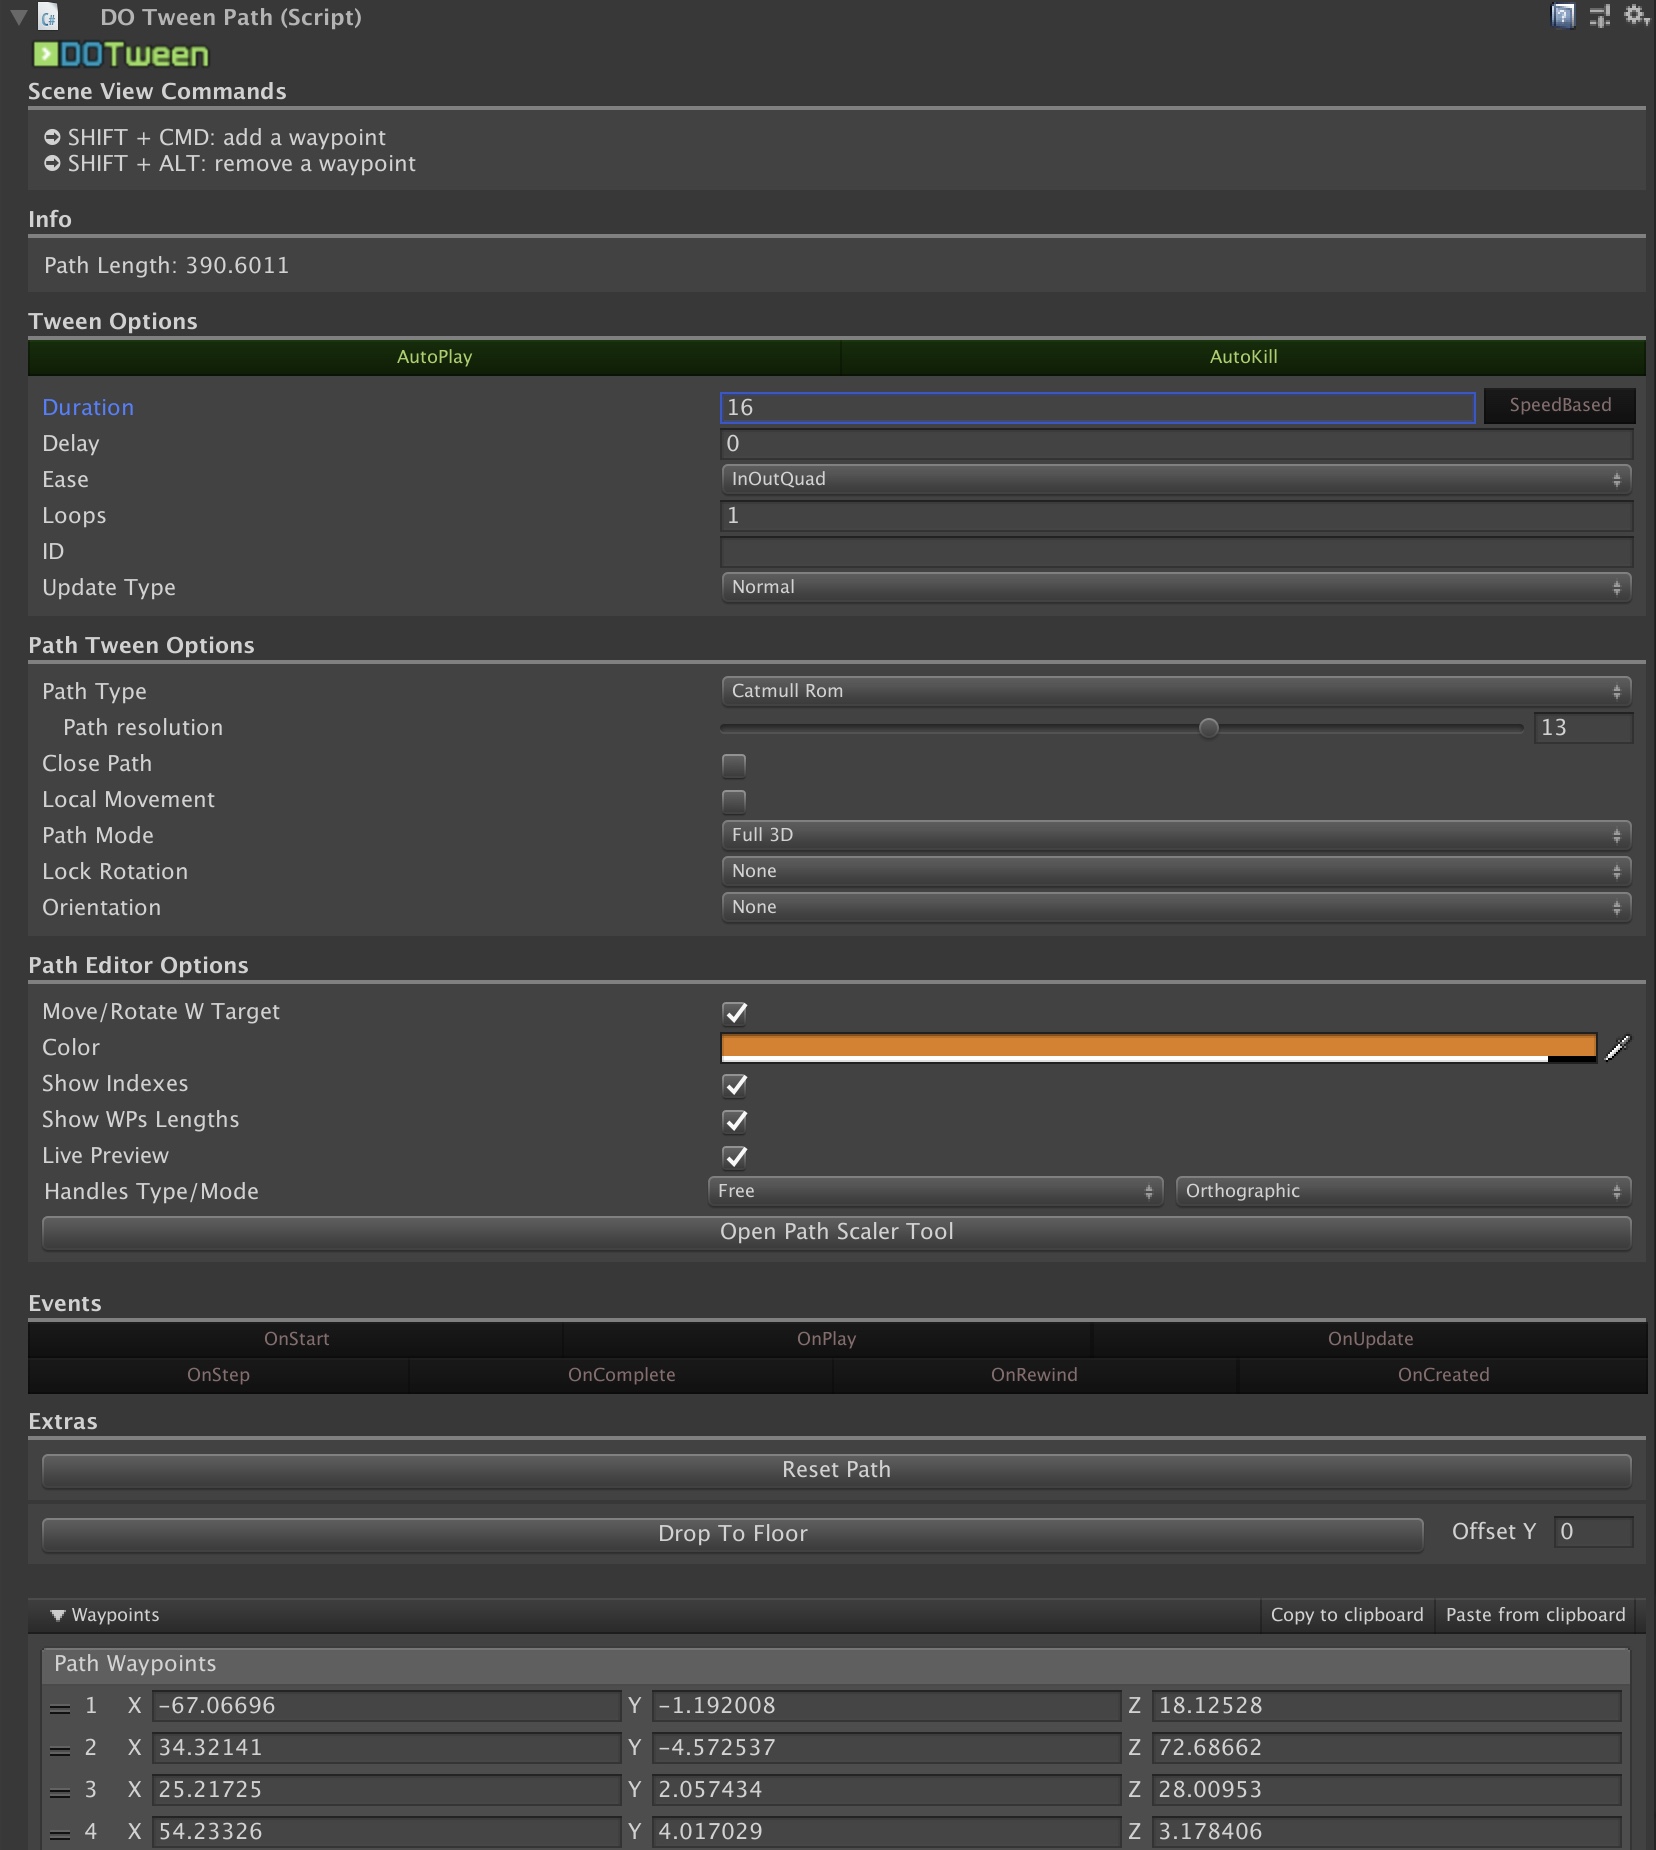 C# DO Tween Path (Script) ?
DOTween
Scene View Commands
➲ SHIFT + CMD: add a waypoint
➲ SHIFT + ALT: remove a waypoint
Info
Path Length: 390.6011
Tween Options
AutoPlay AutoKill
Duration 16 SpeedBased
Delay 0
Ease InOutQuad
Loops 1
ID
Update Type Normal
Path Tween Options
Path Type Catmull Rom
Path resolution 13
Close Path
Local Movement
Path Mode Full 3D
Lock Rotation None
Orientation None
Path Editor Options
Move/Rotate W Target
Color
Show Indexes
Show WPs Lengths
Live Preview
Handles Type/Mode Free Orthographic
Open Path Scaler Tool
Events
OnStart OnPlay OnUpdate
OnStep OnComplete OnRewind OnCreated
Extras
Reset Path
Drop To Floor Offset Y 0
Waypoints Copy to clipboard Paste from clipboard
Path Waypoints
1 X -67.06696 Y -1.192008 Z 18.12528
2 X 34.32141 Y -4.572537 Z 72.68662
3 X 25.21725 Y 2.057434 Z 28.00953
4 X 54.23326 Y 4.017029 Z 3.178406